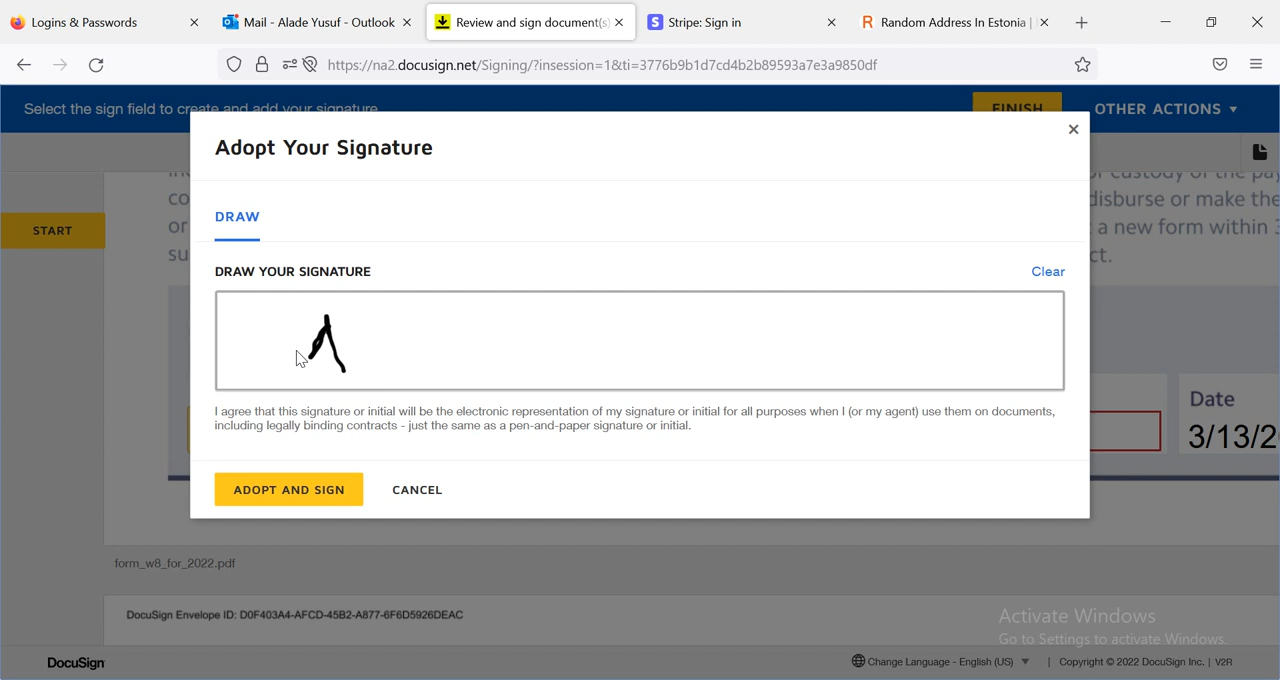 Logins & Passwords
Mail - Alade Yusuf - Outlook
Review and sign document(s)
Stripe: Sign in
Random Address In Estonia |
https://na2.docusign.net/Signing/?insession=1&ti=3776b9b1d7cd4b2b89593a7e3a9850df
Select the sign field to create and add your signature
FINISH
OTHER ACTIONS
Adopt Your Signature
custody of the pay
co
disburse or make the
START
DRAW
or
a new form within 3
su
ct.
DRAW YOUR SIGNATURE
Clear
Date
3/13/2
I agree that this signature or initial will be the electronic representation of my signature or initial for all purposes when I (or my agent) use them on documents,
including legally binding contracts - just the same as a pen-and-paper signature or initial.
ADOPT AND SIGN
CANCEL
form_w8_for_2022.pdf
DocuSign Envelope ID: D0F403A4-AFCD-45B2-A877-6F6D5926DEAC
Activate Windows
Go to Settings to activate Windows.
DocuSign
Change Language - English (US) | Copyright © 2022 DocuSign Inc. | V2R